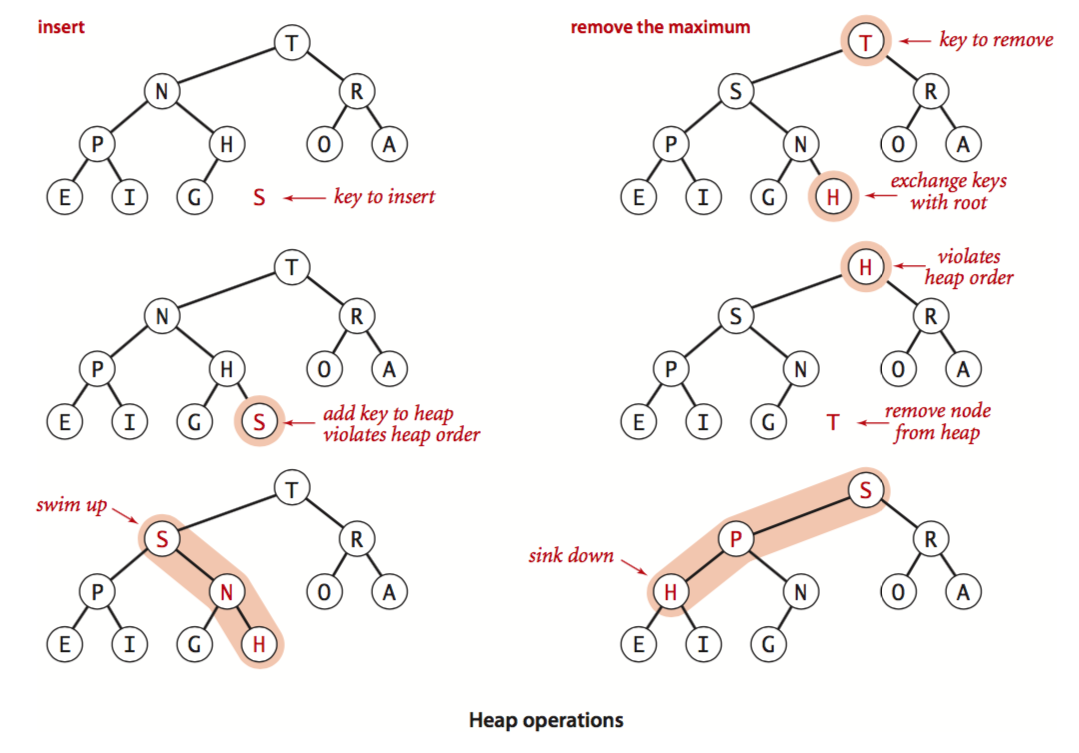 insert
T
N R
P H O A
E I G S key to insert
T
N R
P H O A
E I G S add key to heap
violates heap order
swim up
T
S R
P N O A
E I G H
remove the maximum
T key to remove
S R
P N O A
E I G H exchange keys
with root
H violates
heap order
S R
P N O A
E I G T remove node
from heap
S
P R
sink down
H N O A
E I G
Heap operations